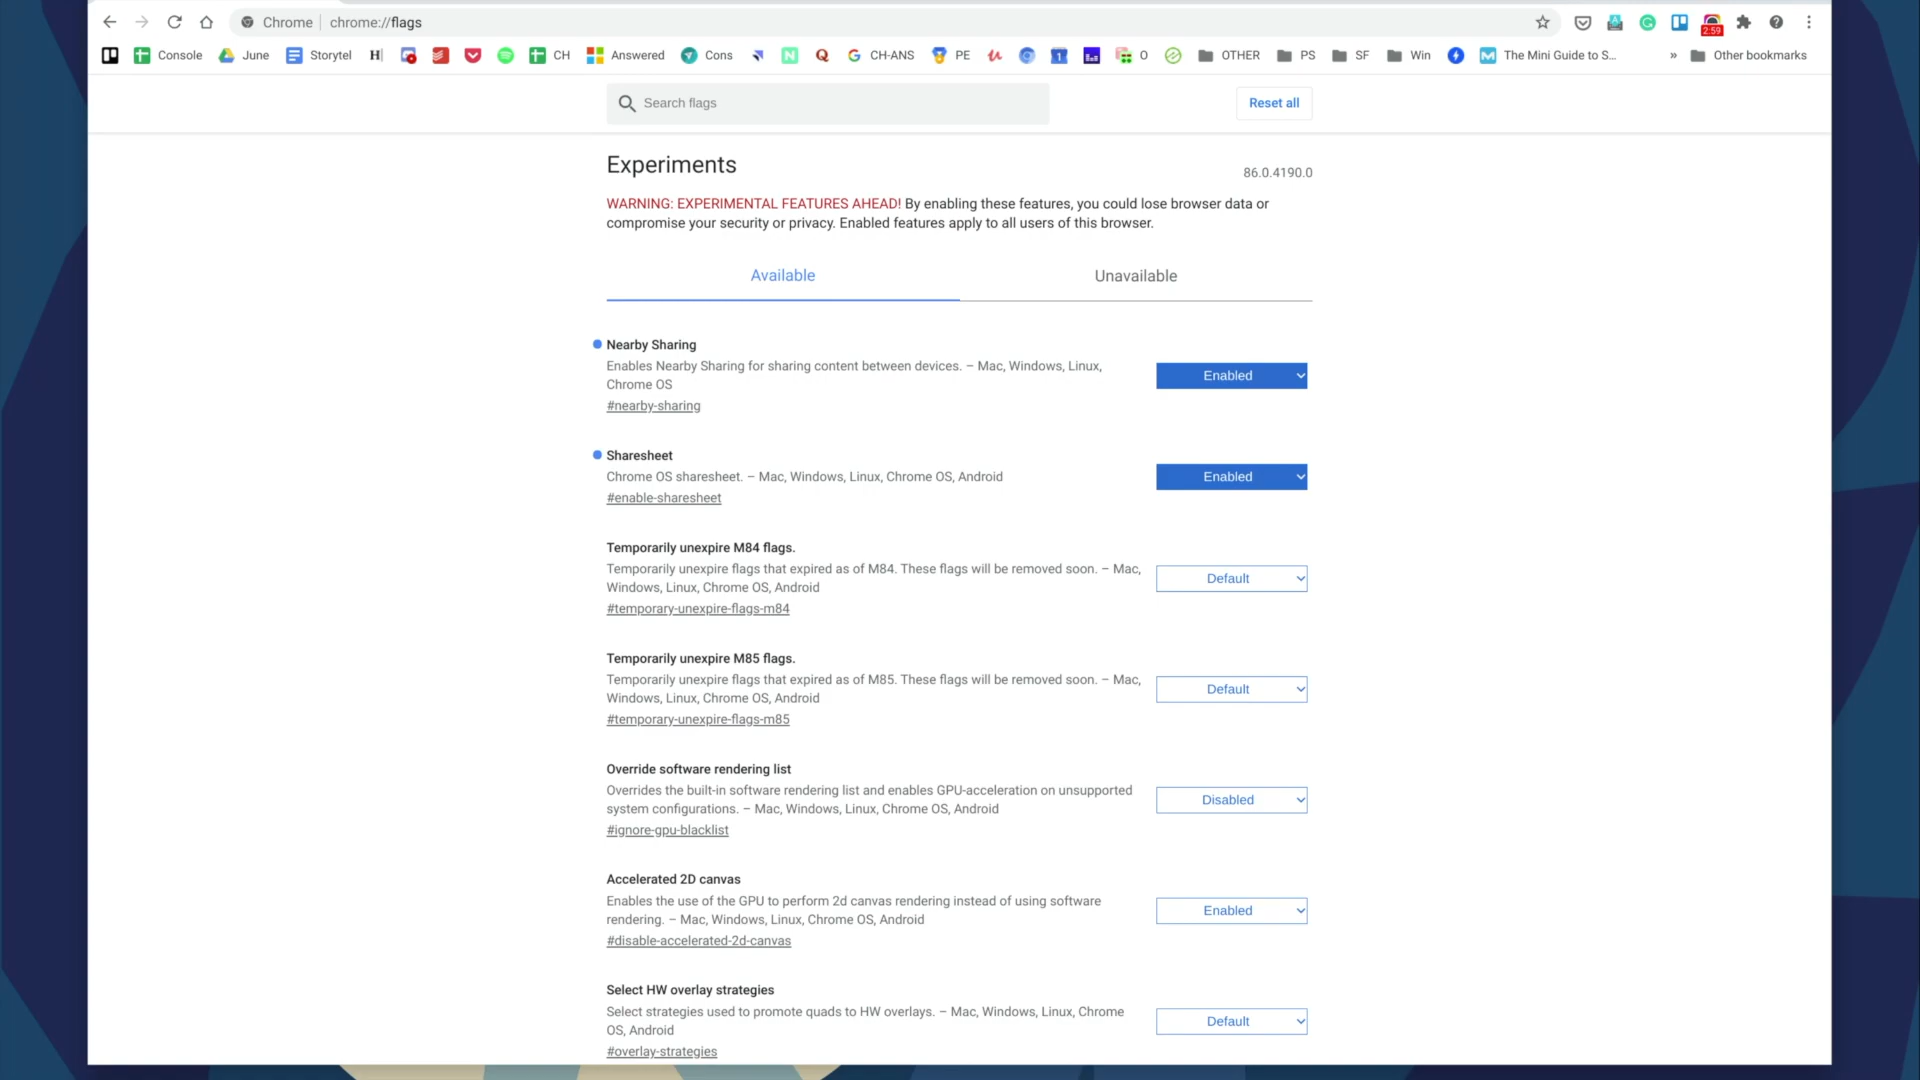 Chrome chrome://flags
2:59
Console June Storytel H CH Answered Cons N Q CH-ANS PE 1 O OTHER PS SF Win The Mini Guide to S... » Other bookmarks
Search flags
Reset all
Experiments
86.0.4190.0
WARNING: EXPERIMENTAL FEATURES AHEAD! By enabling these features, you could lose browser data or
compromise your security or privacy. Enabled features apply to all users of this browser.
Available Unavailable
Nearby Sharing
Enables Nearby Sharing for sharing content between devices. – Mac, Windows, Linux,
Chrome OS
#nearby-sharing
Enabled
Sharesheet
Chrome OS sharesheet. – Mac, Windows, Linux, Chrome OS, Android
#enable-sharesheet
Enabled
Temporarily unexpire M84 flags.
Temporarily unexpire flags that expired as of M84. These flags will be removed soon. – Mac,
Windows, Linux, Chrome OS, Android
#temporary-unexpire-flags-m84
Default
Temporarily unexpire M85 flags.
Temporarily unexpire flags that expired as of M85. These flags will be removed soon. – Mac,
Windows, Linux, Chrome OS, Android
#temporary-unexpire-flags-m85
Default
Override software rendering list
Overrides the built-in software rendering list and enables GPU-acceleration on unsupported
system configurations. – Mac, Windows, Linux, Chrome OS, Android
#ignore-gpu-blacklist
Disabled
Accelerated 2D canvas
Enables the use of the GPU to perform 2d canvas rendering instead of using software
rendering. – Mac, Windows, Linux, Chrome OS, Android
#disable-accelerated-2d-canvas
Enabled
Select HW overlay strategies
Select strategies used to promote quads to HW overlays. – Mac, Windows, Linux, Chrome
OS, Android
#overlay-strategies
Default